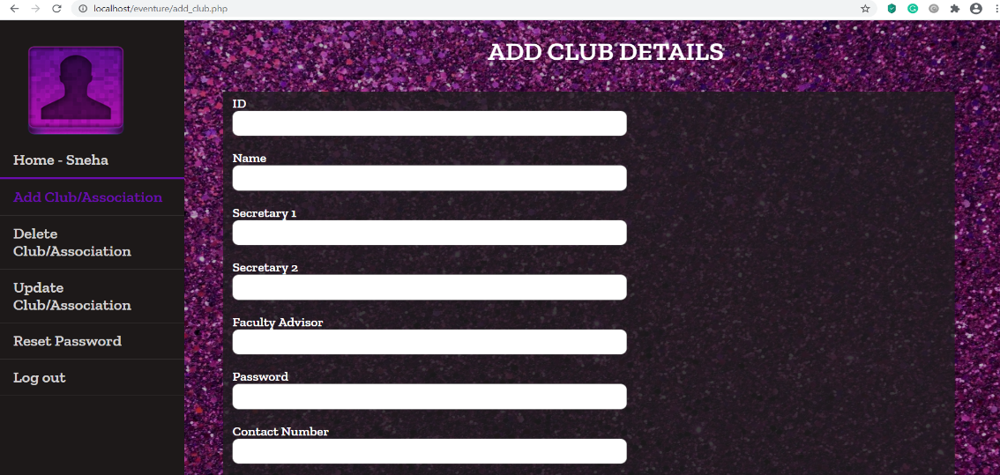 localhost/eventure/add_club.php
ADD CLUB DETAILS
Home - Sneha
Add Club/Association
Delete
Club/Association
Update
Club/Association
Reset Password
Log out
ID
Name
Secretary 1
Secretary 2
Faculty Advisor
Password
Contact Number